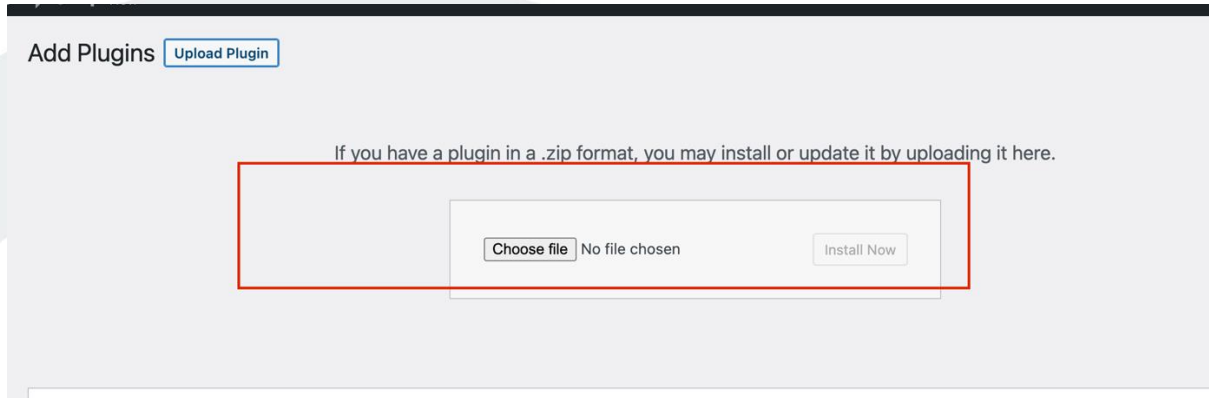 Add Plugins Upload Plugin
If you have a plugin in a .zip format, you may install or update it by uploading it here.
Choose file No file chosen Install Now